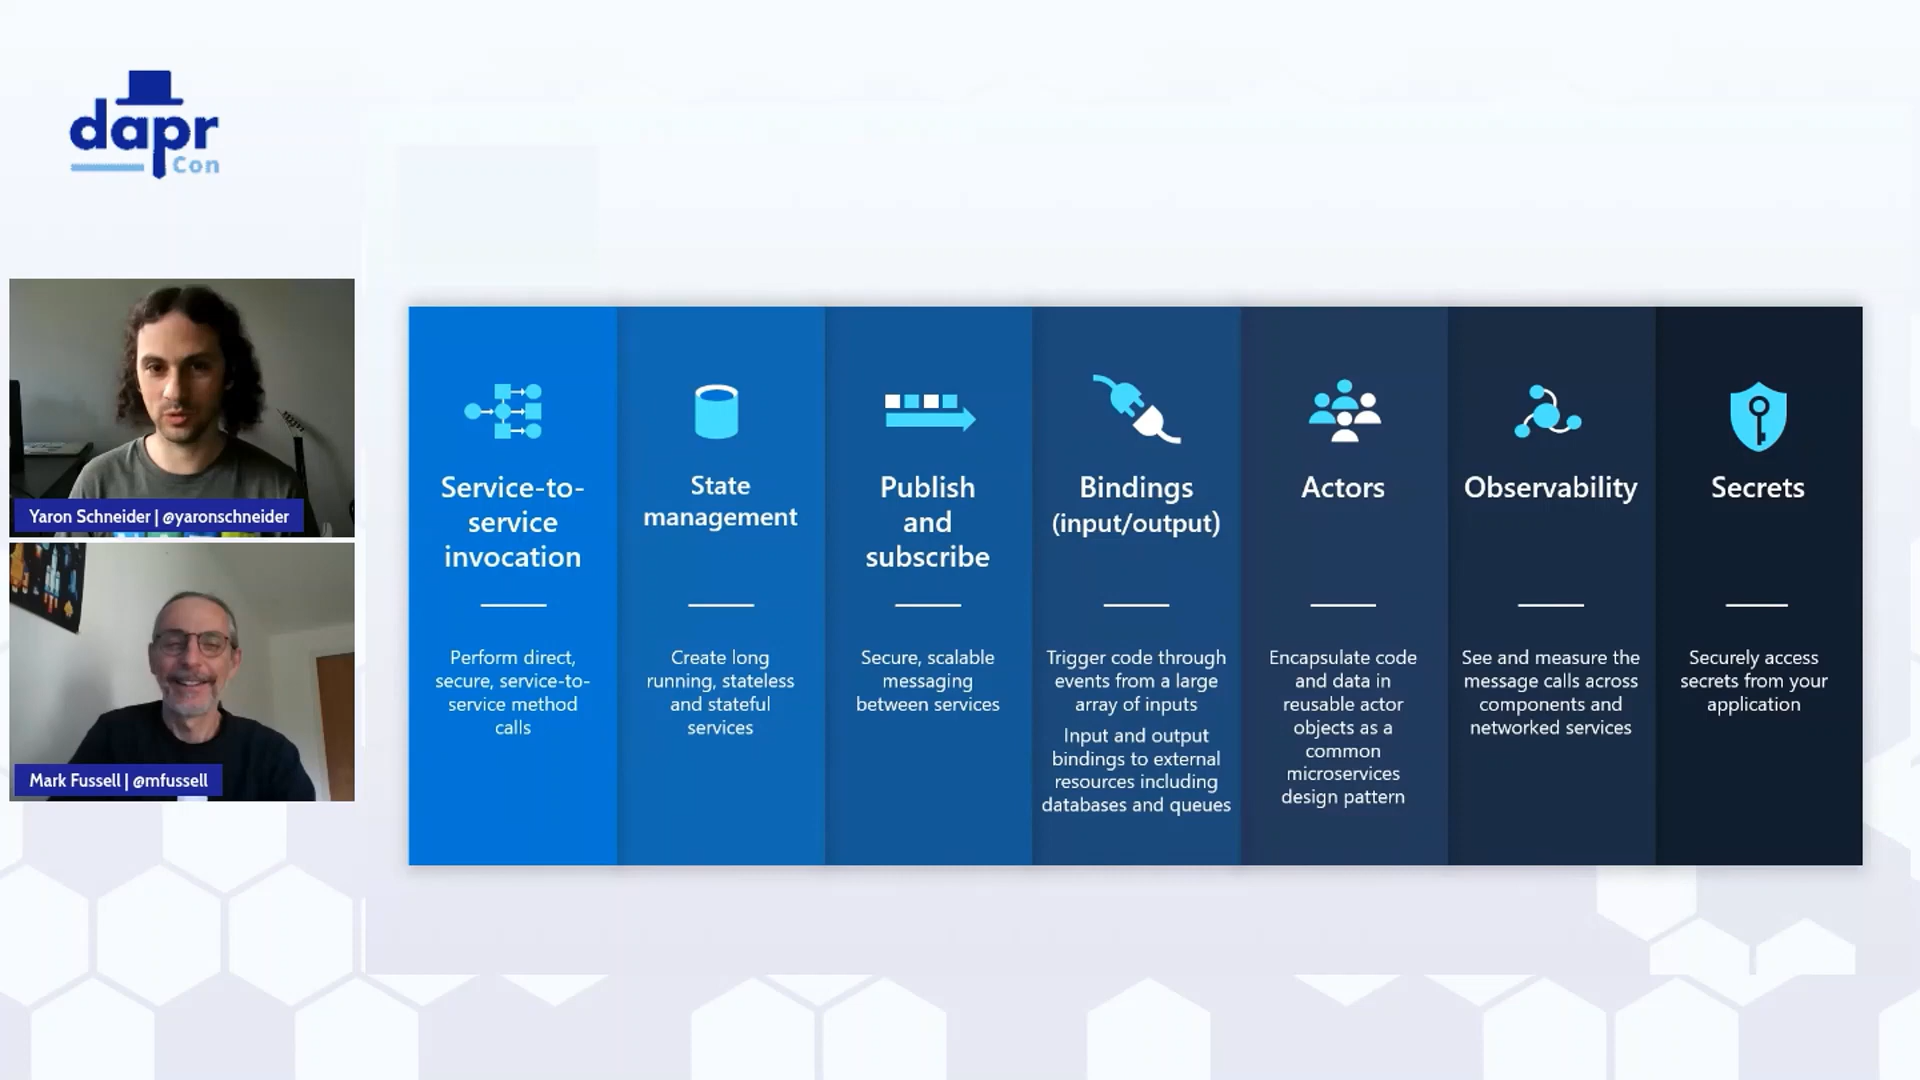 dapr
Con
Yaron Schneider | @yaronschneider
Mark Fussell | @mfussell
Service-to-
service
invocation
Perform direct,
secure, service-to-
service method
calls
State
management
Create long
running, stateless
and stateful
services
Publish
and
subscribe
Secure, scalable
messaging
between services
Bindings
(input/output)
Trigger code through
events from a large
array of inputs
Input and output
bindings to external
resources including
databases and queues
Actors
Encapsulate code
and data in
reusable actor
objects as a
common
microservices
design pattern
Observability
See and measure the
message calls across
components and
networked services
Secrets
Securely access
secrets from your
application